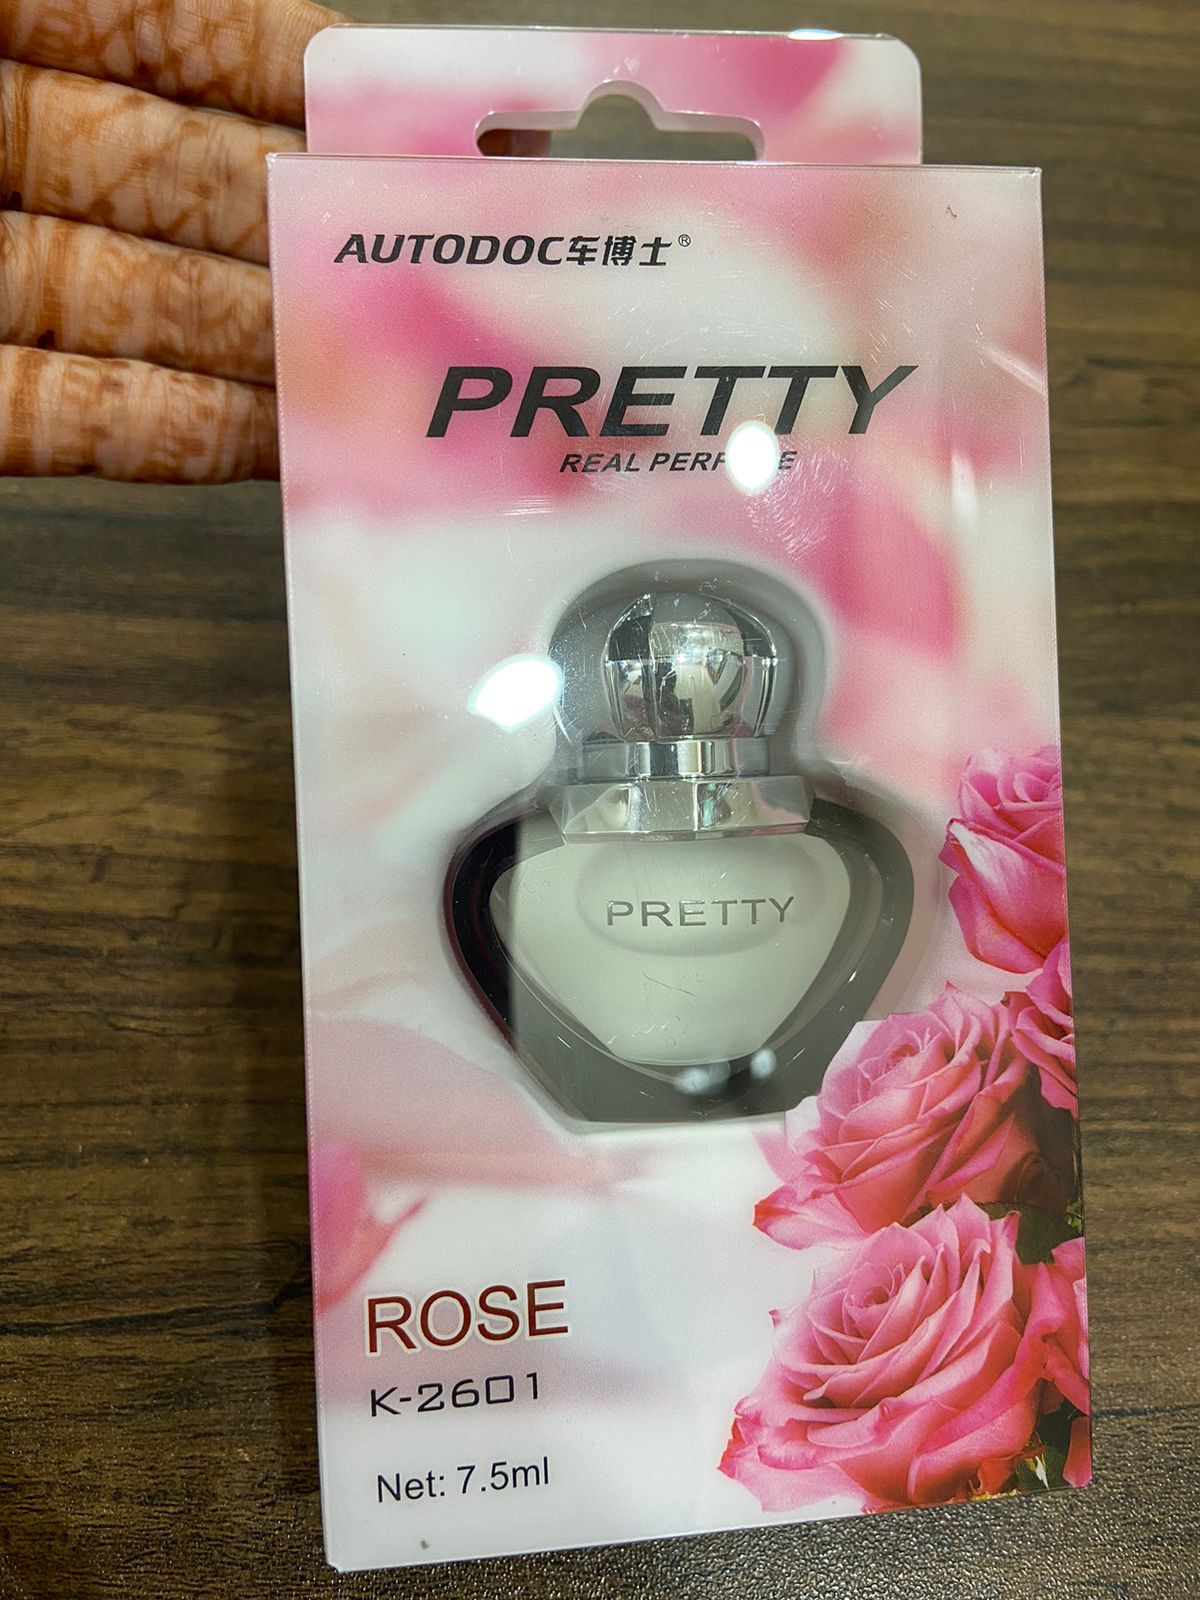 AUTODOC车博士®
PRETTY
REAL
PRETTY
ROSE
K-2601
Net: 7.5ml